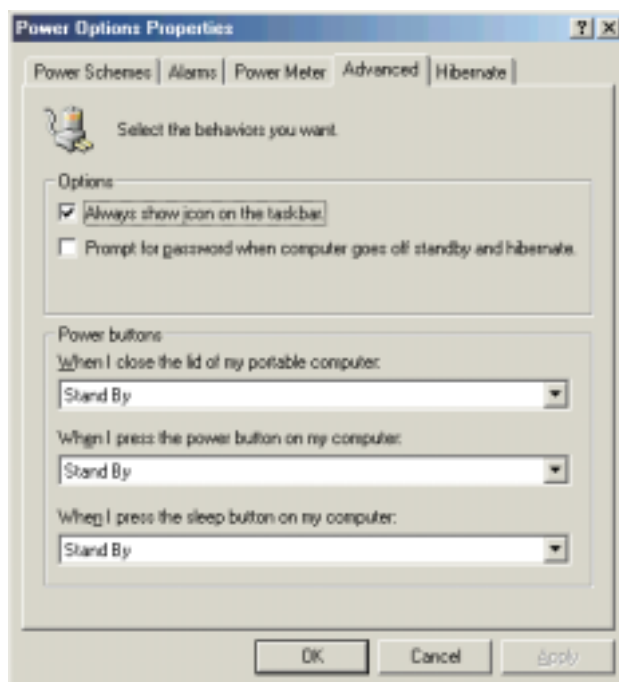 Power Options Properties
Power Schemes Alarms Power Meter Advanced Hibernate
Select the behaviors you want.
Options
Always show icon on the taskbar.
Prompt for password when computer goes off standby and hibernate.
Power buttons
When I close the lid of my portable computer:
Stand By
When I press the power button on my computer:
Stand By
When I press the sleep button on my computer:
Stand By
OK Cancel Apply